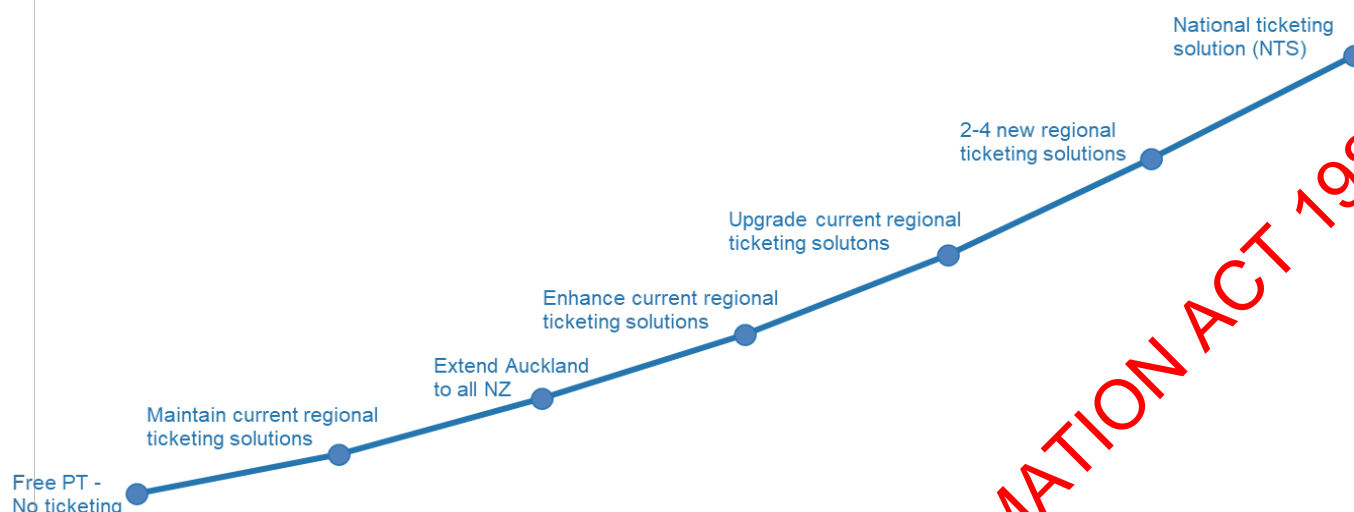 National ticketing
solution (NTS)
2-4 new regional
ticketing solutions
Upgrade current regional
ticketing solutons
Enhance current regional
ticketing solutions
Extend Auckland
to all NZ
Maintain current regional
ticketing solutions
Free PT -
No ticketing
MATION ACT 198